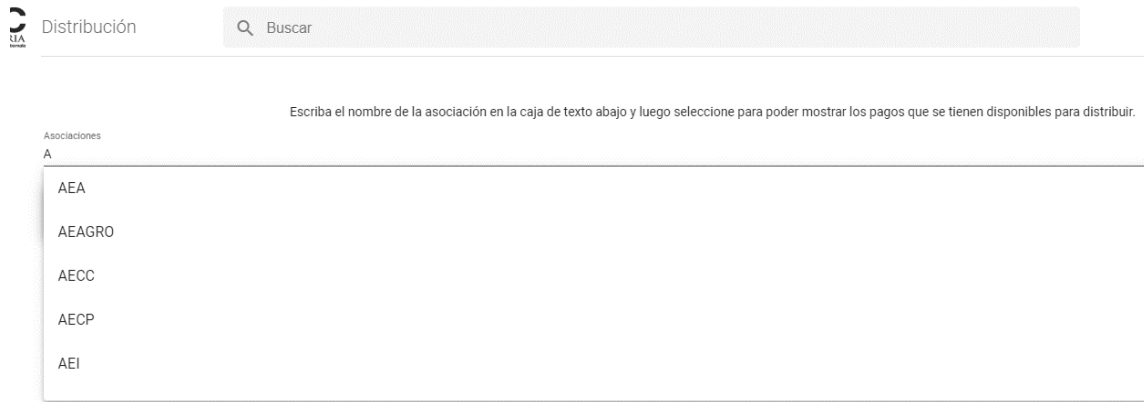 C
RIA
Distribución
Buscar
Escriba el nombre de la asociación en la caja de texto abajo y luego seleccione para poder mostrar los pagos que se tienen disponibles para distribuir.
Asociaciones
A
AEA
AEAGRO
AECC
AECP
AEI